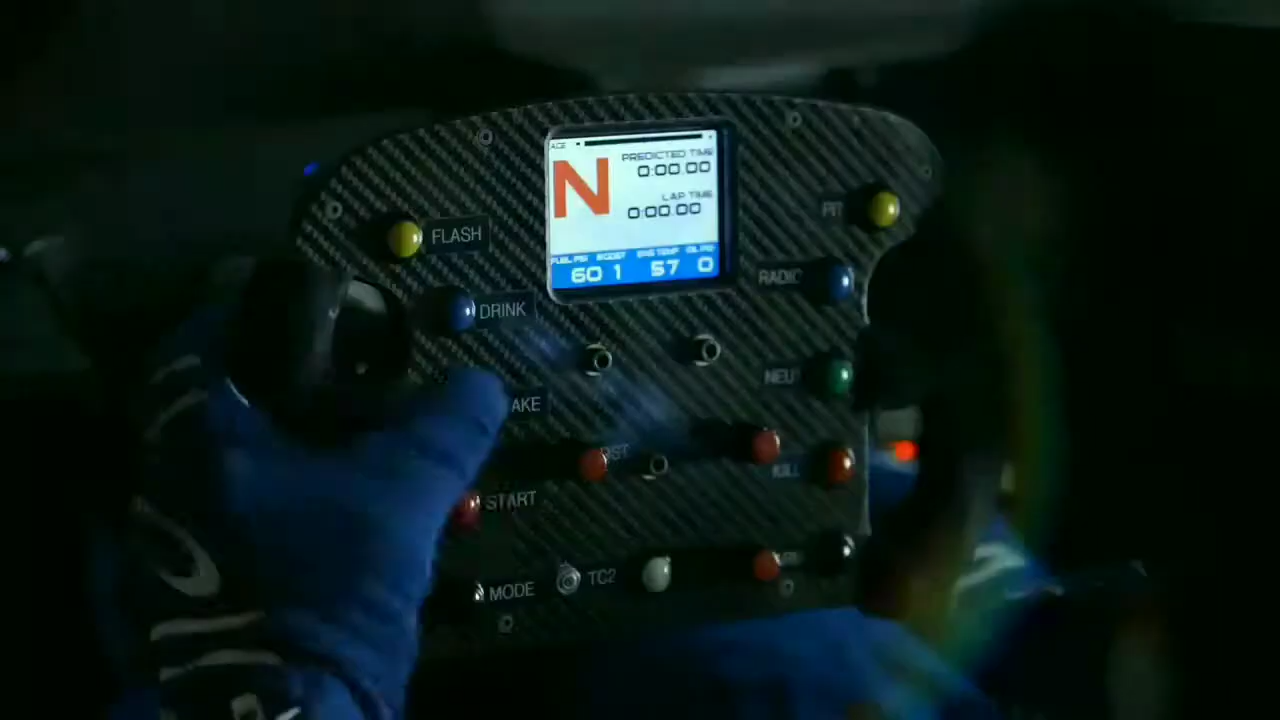 N
PREDICTED TIME
0:00.00
LAP TIME
0:00.00
FUEL PSI BOOST ENG TEMP OIL PSI
60 1 57 0
FLASH
PIT
DRINK
RADIO
AKE
START
KILL
MODE
TC2